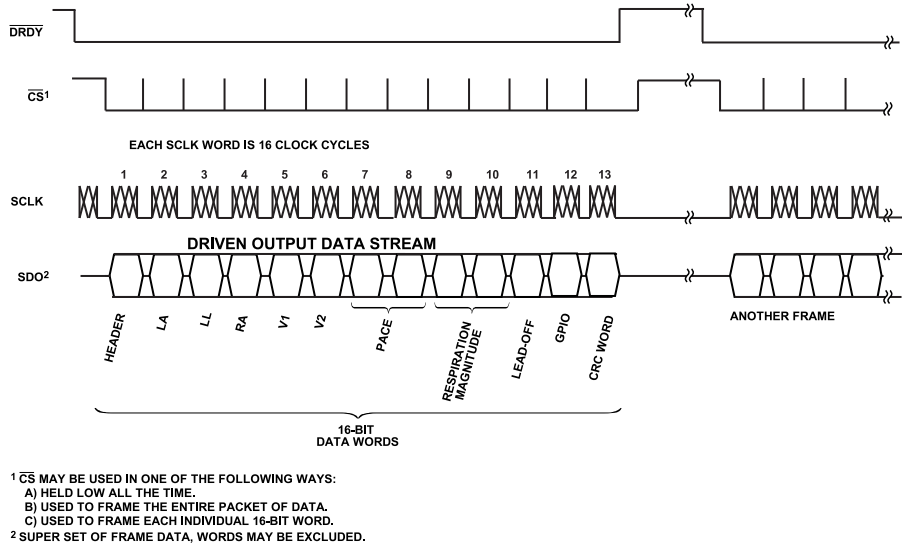 DRDY
CS1
EACH SCLK WORD IS 16 CLOCK CYCLES
1 2 3 4 5 6 7 8 9 10 11 12 13
SCLK
DRIVEN OUTPUT DATA STREAM
SDO2
HEADER
LA
LL
RA
V1
V2
PACE
RESPIRATION
MAGNITUDE
LEAD-OFF
GPIO
CRC WORD
ANOTHER FRAME
16-BIT
DATA WORDS
1 CS MAY BE USED IN ONE OF THE FOLLOWING WAYS:
A) HELD LOW ALL THE TIME.
B) USED TO FRAME THE ENTIRE PACKET OF DATA.
C) USED TO FRAME EACH INDIVIDUAL 16-BIT WORD.
2 SUPER SET OF FRAME DATA, WORDS MAY BE EXCLUDED.